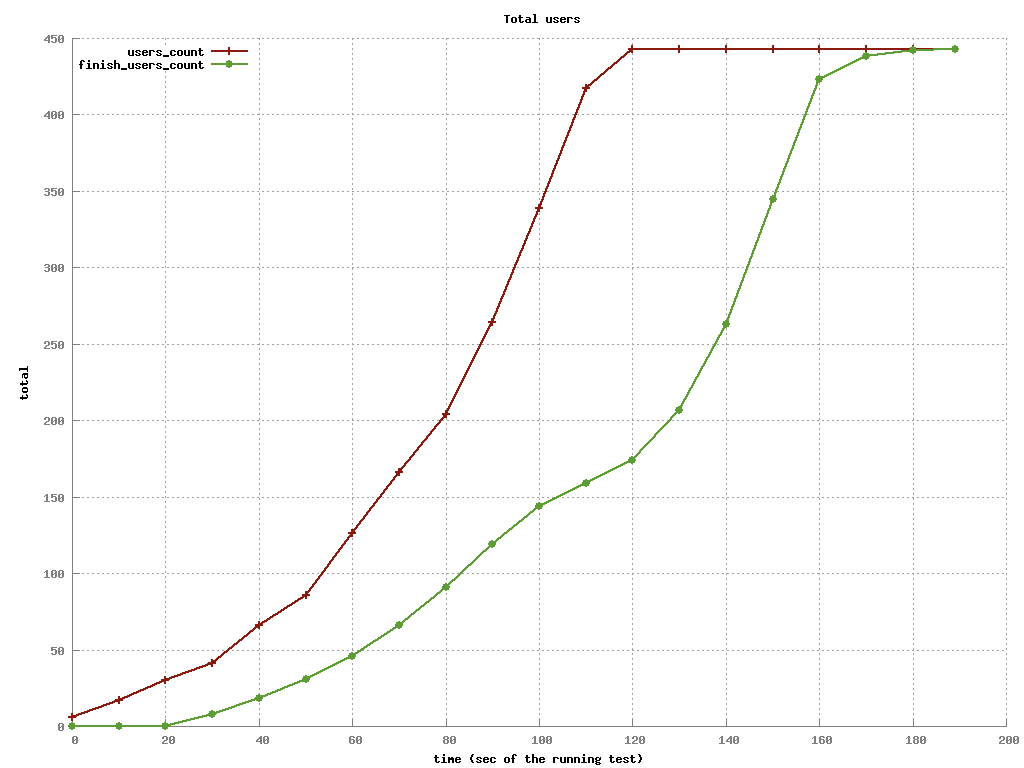 Total users
users_count
finish_users_count
450
400
350
300
250
200
150
100
50
0
total
0 20 40 60 80 100 120 140 160 180 200
time (sec of the running test)